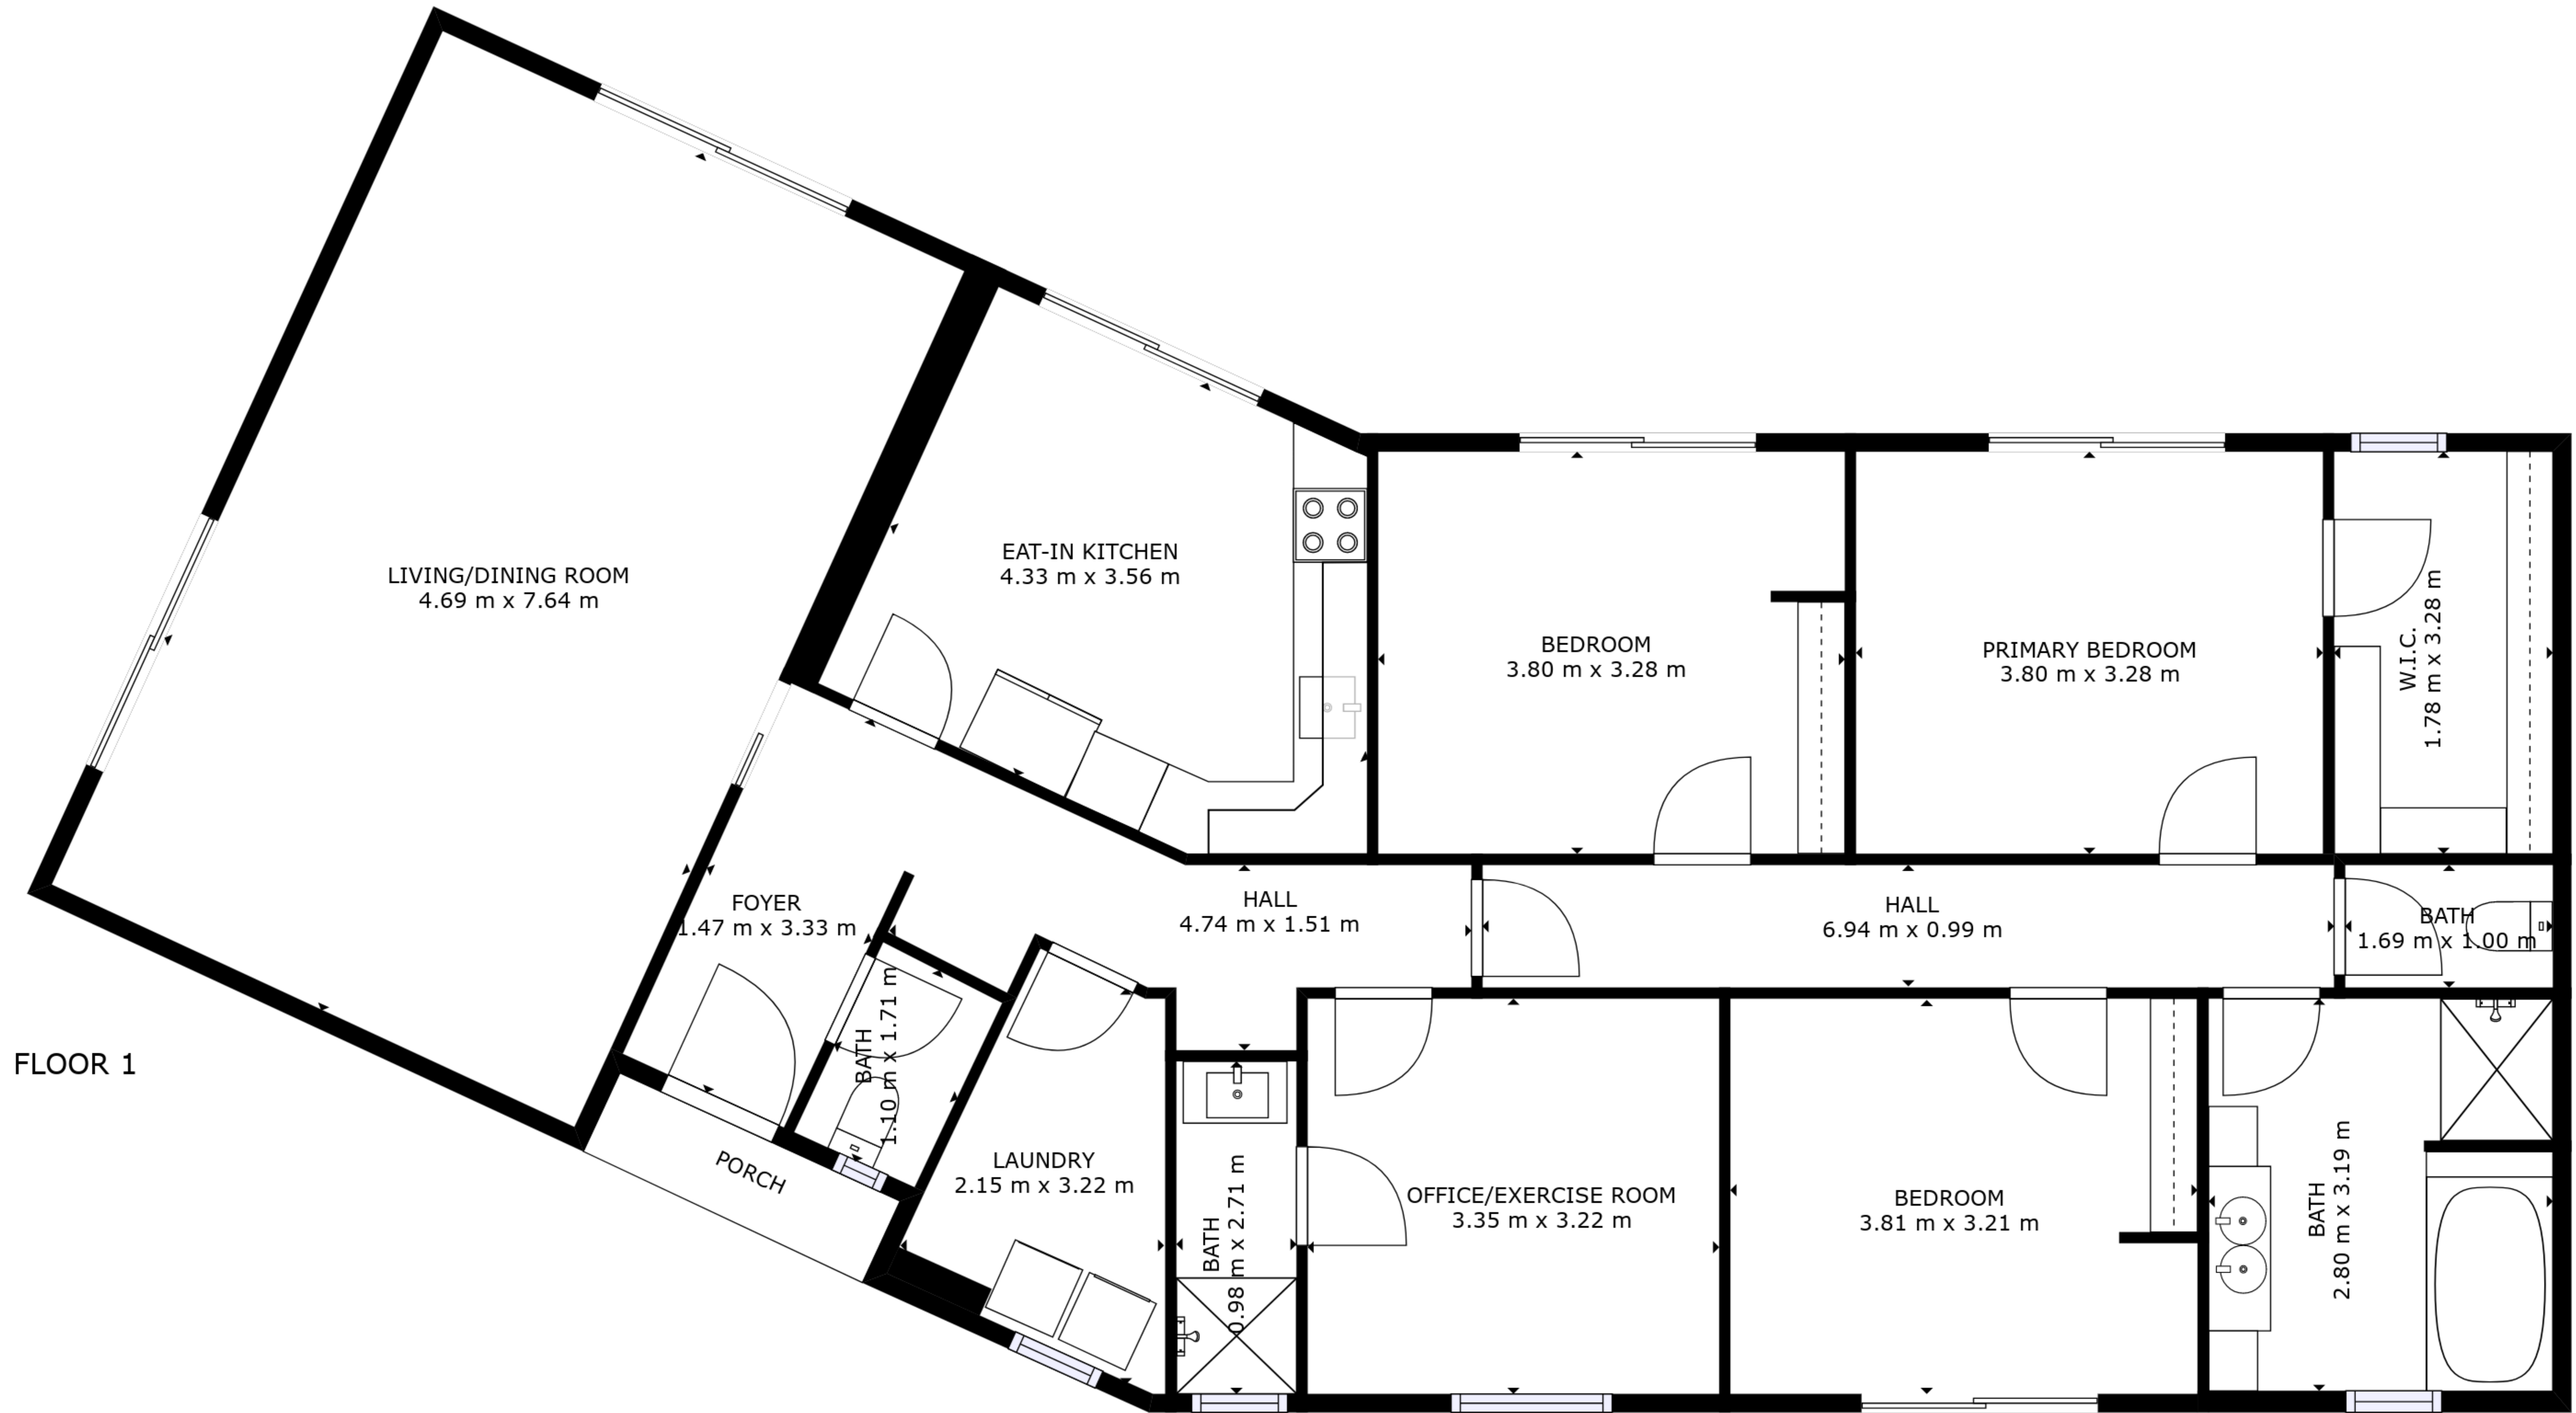 LIVING/DINING ROOM
4.69 m x 7.64 m
EAT-IN KITCHEN
4.33 m x 3.56 m
BEDROOM
3.80 m x 3.28 m
PRIMARY BEDROOM
3.80 m x 3.28 m
W.I.C.
1.78 m x 3.28 m
FOYER
1.47 m x 3.33 m
HALL
4.74 m x 1.51 m
HALL
6.94 m x 0.99 m
BATH
1.69 m x 1.00 m
FLOOR 1
BATH
1.10 m x 1.71 m
PORCH
LAUNDRY
2.15 m x 3.22 m
BATH
0.98 m x 2.71 m
OFFICE/EXERCISE ROOM
3.35 m x 3.22 m
BEDROOM
3.81 m x 3.21 m
BATH
2.80 m x 3.19 m